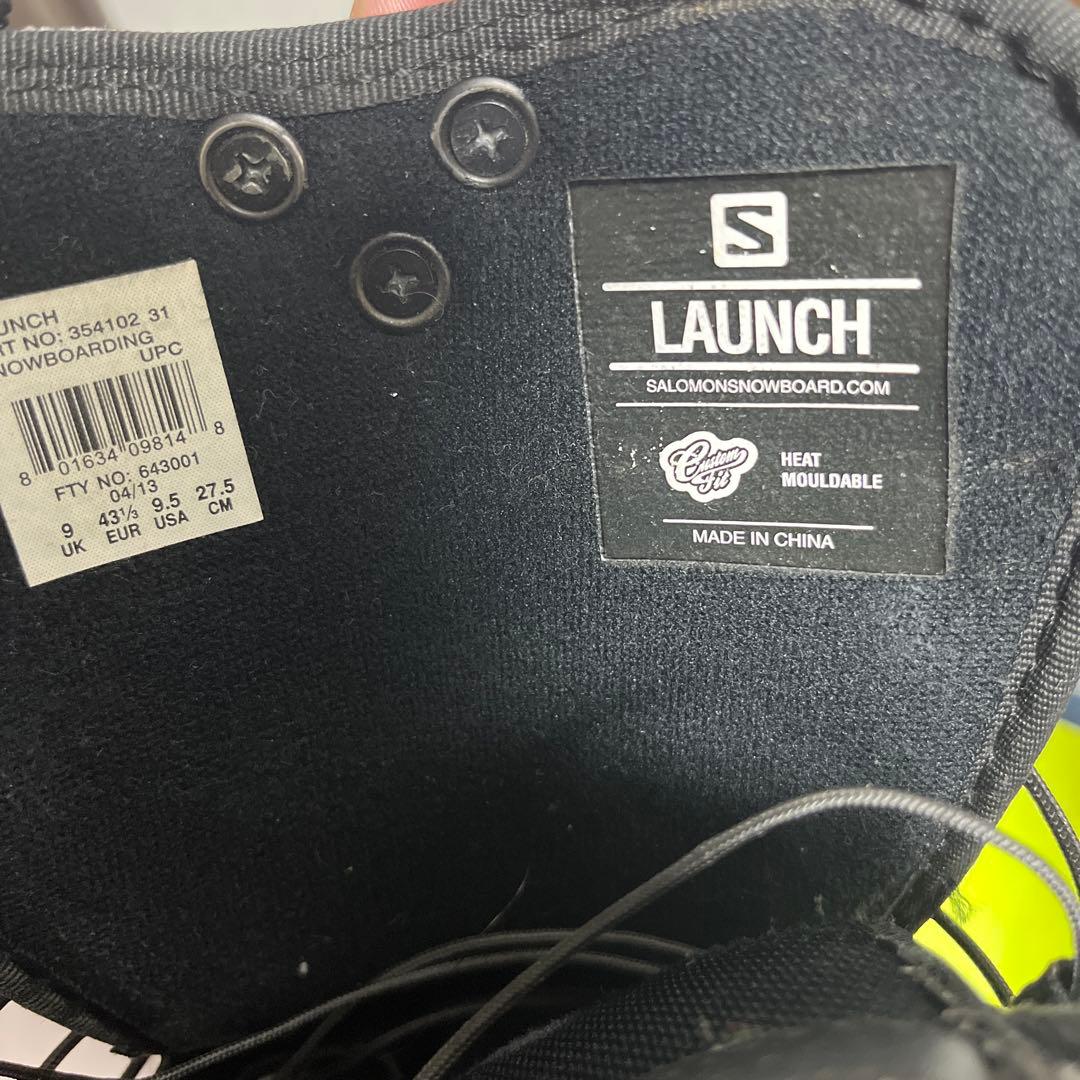 UNCH
IT NO: 354102 31
NOWBOARDING
UPC
8 01634 09814 8
FTY NO: 643001
04/13
9 43⅓ 9.5 27.5
UK EUR USA CM
S
LAUNCH
SALOMONSNOWBOARD.COM
Custom
Fit
HEAT
MOULDABLE
MADE IN CHINA